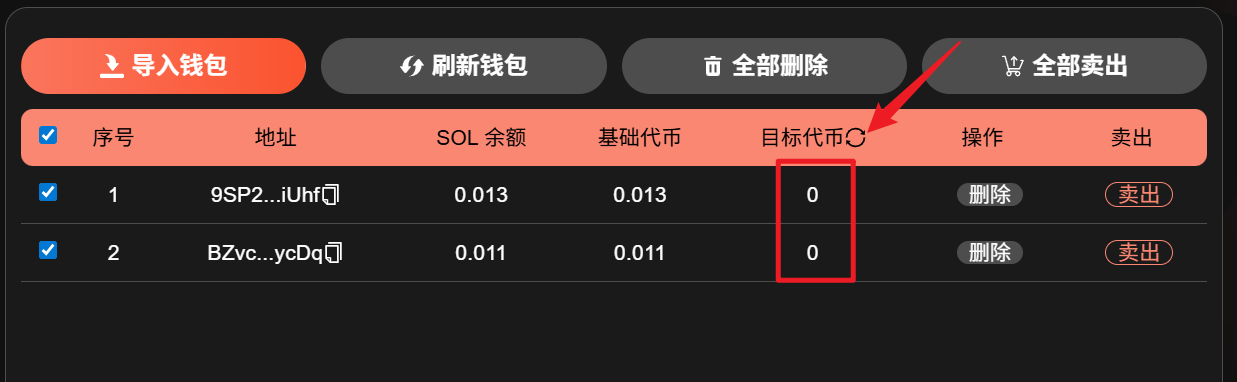 导入钱包 刷新钱包 全部删除 全部卖出
序号 地址 SOL 余额 基础代币 目标代币 操作 卖出
1 9SP2...iUhf 0.013 0.013 0 删除 卖出
2 BZvc...ycDq 0.011 0.011 0 删除 卖出